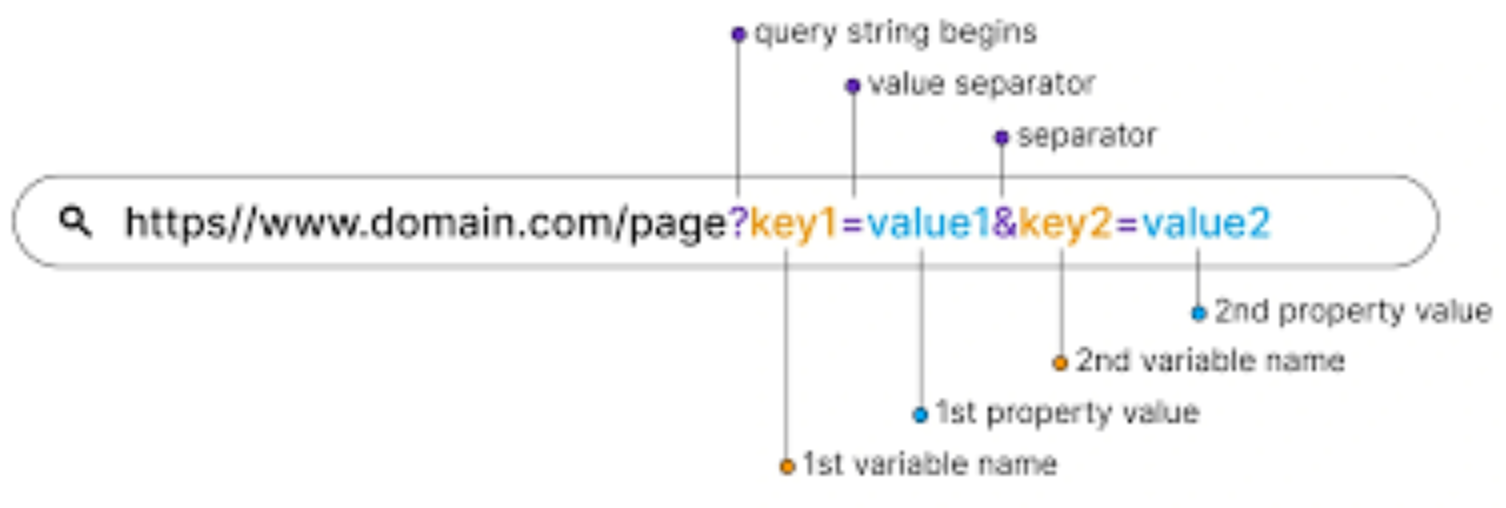 query string begins
value separator
separator
https//www.domain.com/page?key1=value1&key2=value2
2nd property value
2nd variable name
1st property value
1st variable name